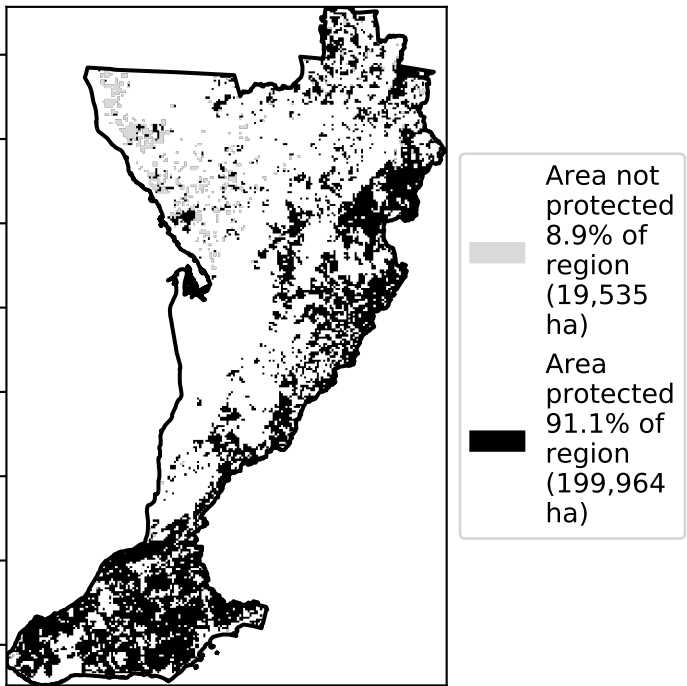 Area not
protected
8.9% of
region
(19,535
ha)
Area
protected
91.1% of
region
(199,964
ha)